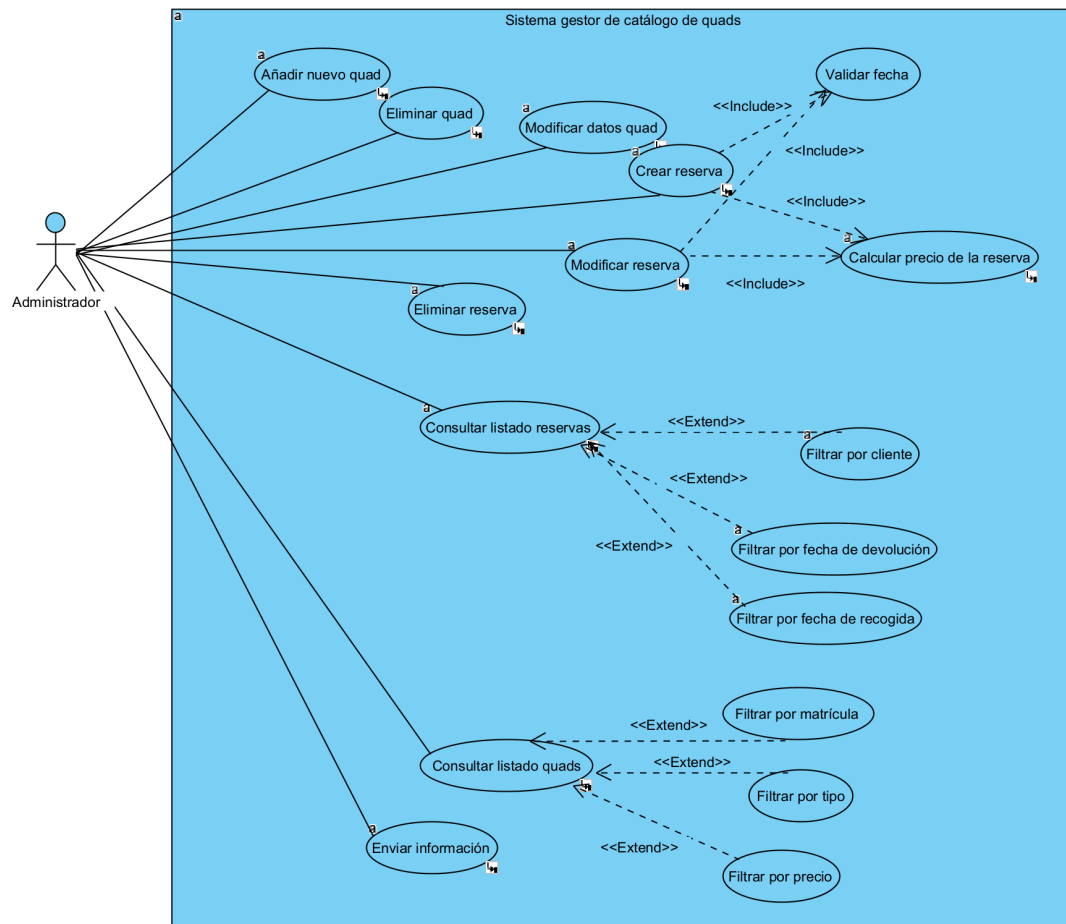 Sistema gestor de catálogo de quads
a
a
Añadir nuevo quad
Validar fecha
Eliminar quad
<<Include>>
a
Modificar datos quad
a
Crear reserva
<<Include>>
<<Include>>
a
Calcular precio de la reserva
a
Modificar reserva
<<Include>>
Administrador
a
Eliminar reserva
a
Consultar listado reservas
<<Extend>>
a
Filtrar por cliente
<<Extend>>
a
Filtrar por fecha de devolución
<<Extend>>
a
Filtrar por fecha de recogida
Filtrar por matrícula
<<Extend>>
Consultar listado quads
<<Extend>>
Filtrar por tipo
a
Enviar información
<<Extend>>
Filtrar por precio